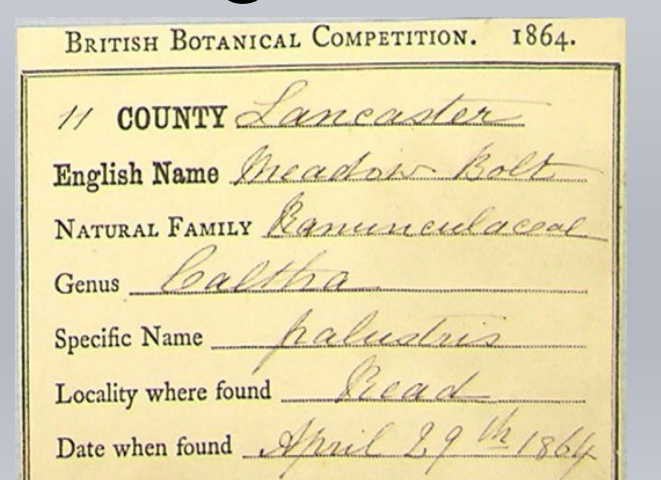 BRITISH BOTANICAL COMPETITION. 1864.
11 COUNTY Lancaster
English Name Meadow Bolt
NATURAL FAMILY Ranunculaceae
Genus Caltha
Specific Name palustris
Locality where found Read
Date when found April 29th 1864